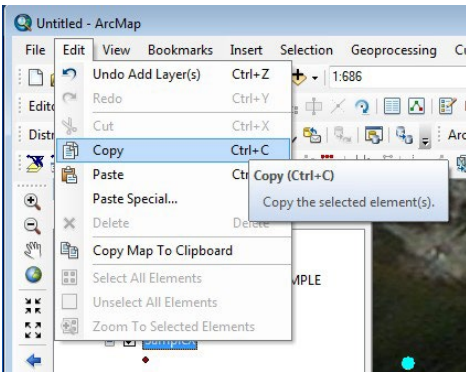 Untitled - ArcMap
File Edit View Bookmarks Insert Selection Geoprocessing
1:686
Undo Add Layer(s) Ctrl+Z
Redo Ctrl+Y
Cut Ctrl+X
Copy Ctrl+C
Paste
Copy (Ctrl+C)
Copy the selected element(s).
Paste Special...
Delete Delete
Copy Map To Clipboard
Select All Elements
Unselect All Elements
Zoom To Selected Elements